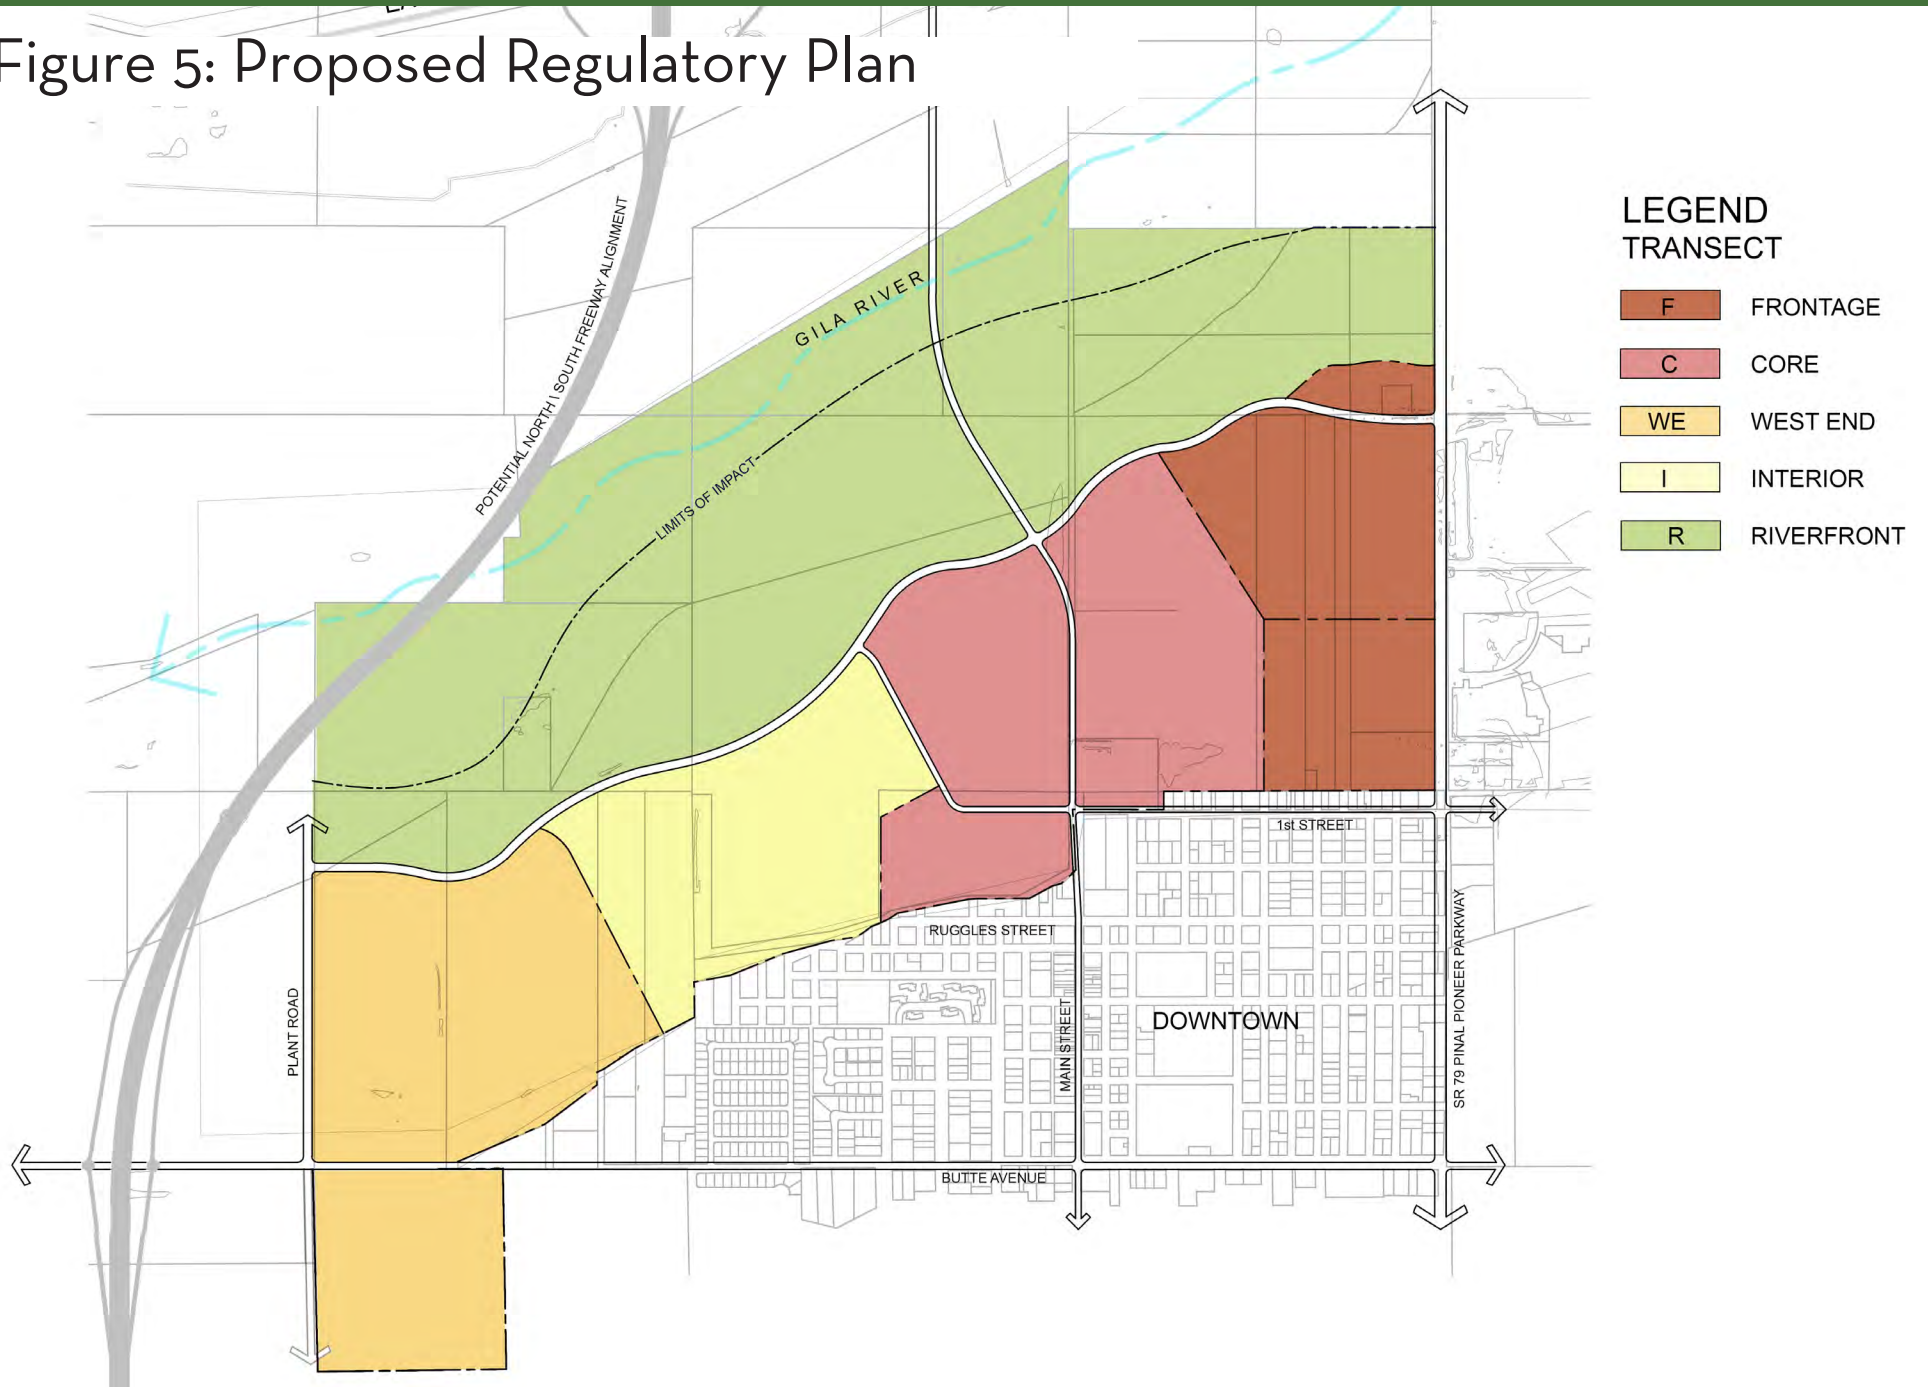 Figure 5: Proposed Regulatory Plan
LEGEND
TRANSECT
F FRONTAGE
C CORE
WE WEST END
I INTERIOR
R RIVERFRONT
POTENTIAL NORTH \ SOUTH FREEWAY ALIGNMENT
GILA RIVER
LIMITS OF IMPACT
1st STREET
RUGGLES STREET
SR 79 PINAL PIONEER PARKWAY
PLANT ROAD
MAIN STREET
DOWNTOWN
BUTTE AVENUE